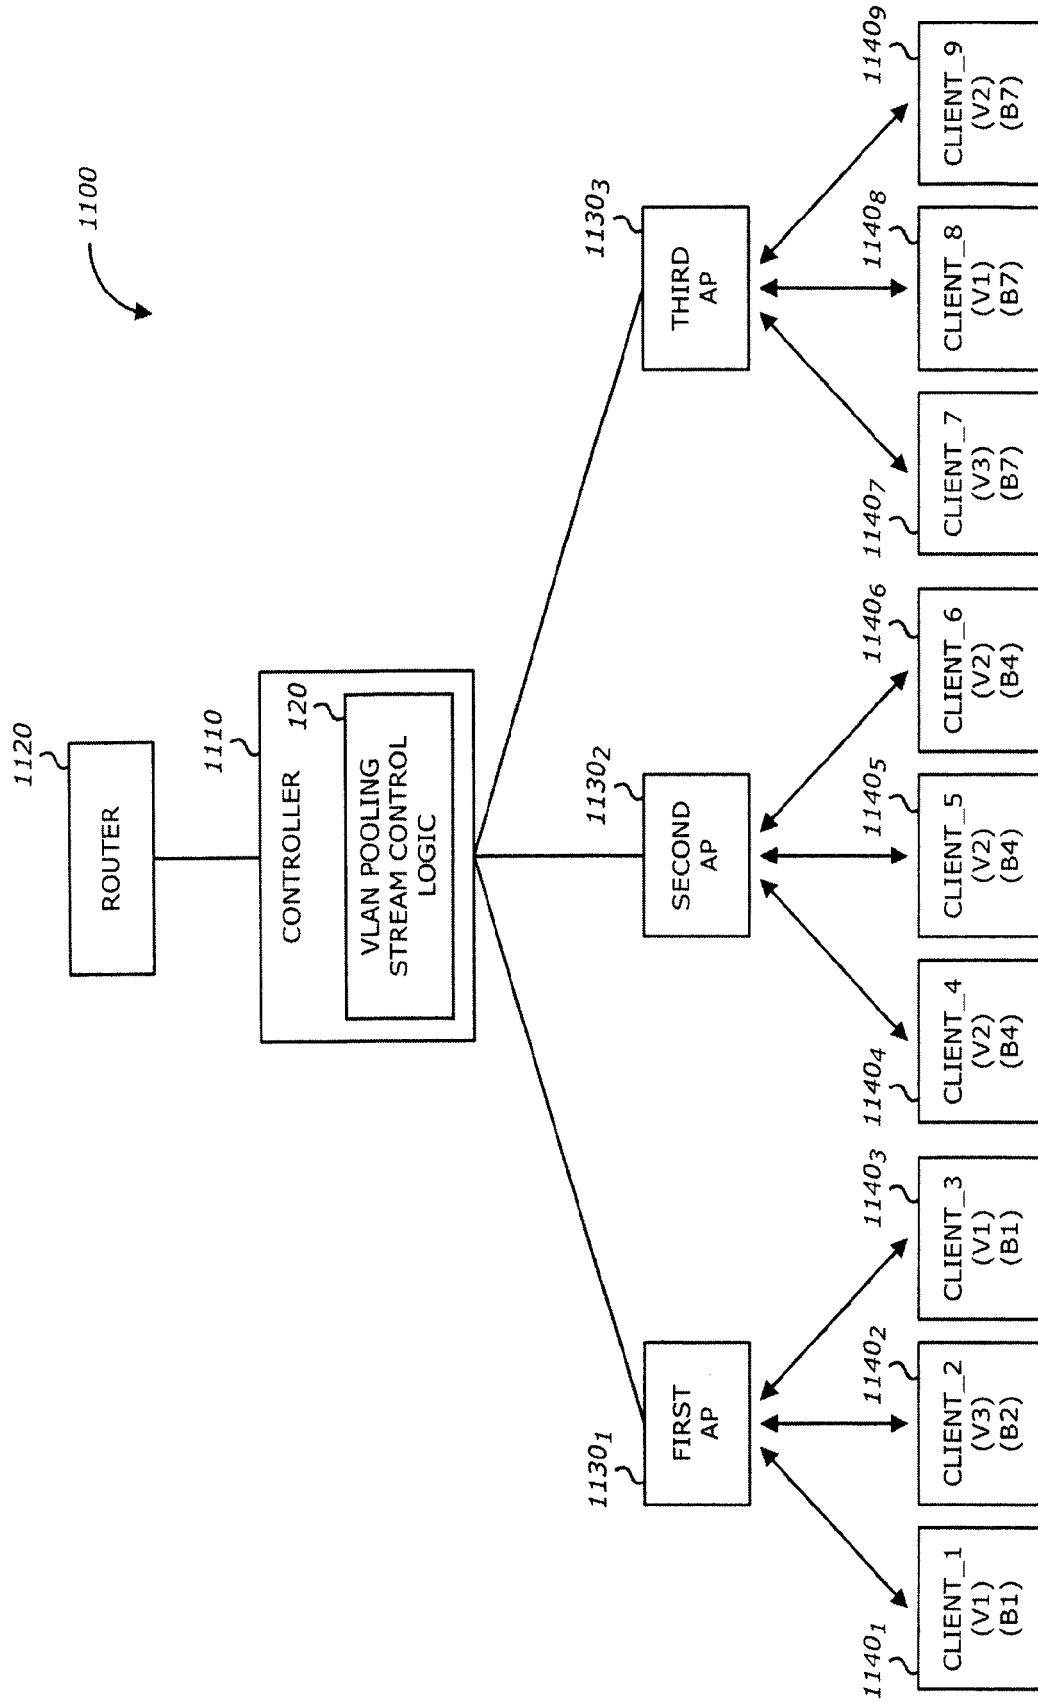 1100
1120
ROUTER
1110
CONTROLLER
120
VLAN POOLING
STREAM CONTROL
LOGIC
1130₁
FIRST
AP
1130₂
SECOND
AP
1130₃
THIRD
AP
1140₁
CLIENT_1
(V1)
(B1)
1140₂
CLIENT_2
(V3)
(B2)
1140₃
CLIENT_3
(V1)
(B1)
1140₄
CLIENT_4
(V2)
(B4)
1140₅
CLIENT_5
(V2)
(B4)
1140₆
CLIENT_6
(V2)
(B4)
1140₇
CLIENT_7
(V3)
(B7)
1140₈
CLIENT_8
(V1)
(B7)
1140₉
CLIENT_9
(V2)
(B7)